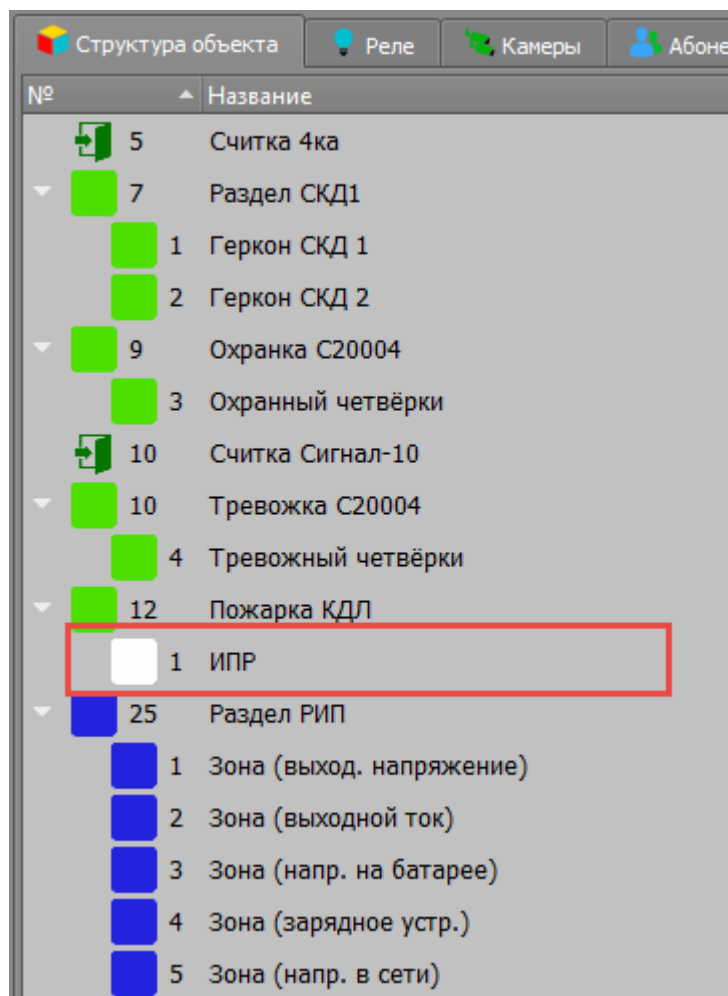 Структура объекта Реле Камеры Абоне
№ Название
5 Считка 4ка
7 Раздел СКД1
1 Геркон СКД 1
2 Геркон СКД 2
9 Охранка С20004
3 Охранный четвёрки
10 Считка Сигнал-10
10 Тревожка С20004
4 Тревожный четвёрки
12 Пожарка КДЛ
1 ИПР
25 Раздел РИП
1 Зона (выход. напряжение)
2 Зона (выходной ток)
3 Зона (напр. на батарее)
4 Зона (зарядное устр.)
5 Зона (напр. в сети)